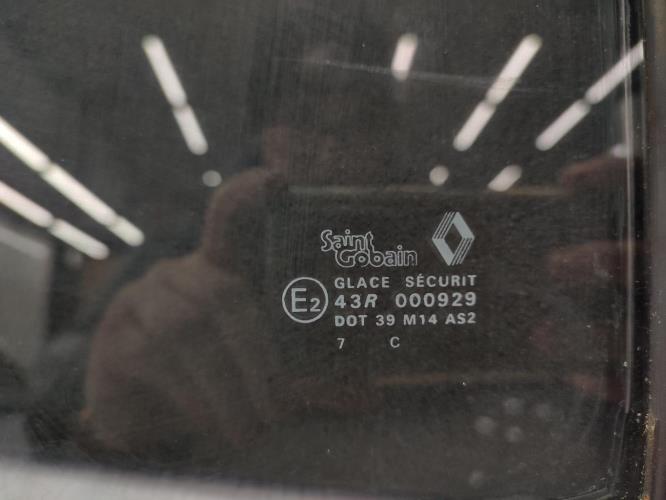 Saint
Gobain
GLACE SÉCURIT
E2
43R 000929
DOT 39 M14 AS2
7 C